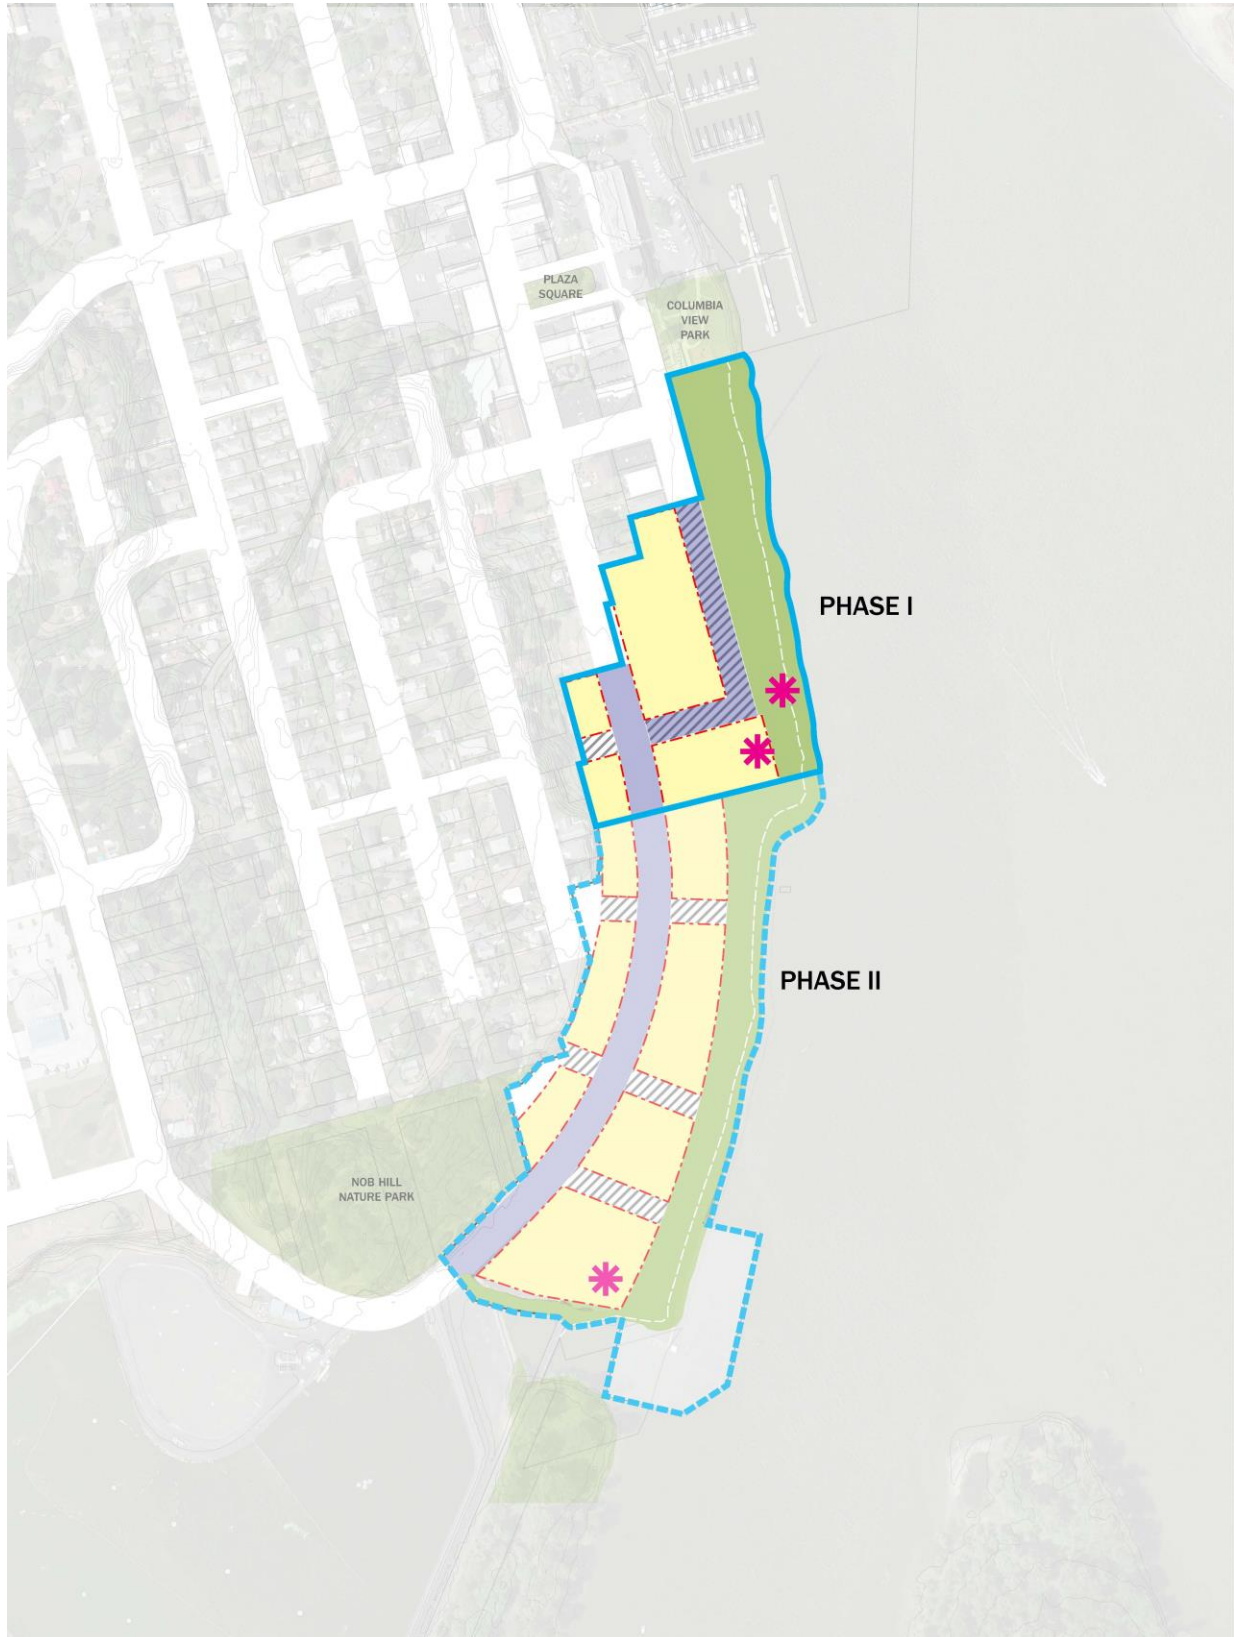 PLAZA
SQUARE
COLUMBIA
VIEW
PARK
PHASE I
PHASE II
NOB HILL
NATURE PARK